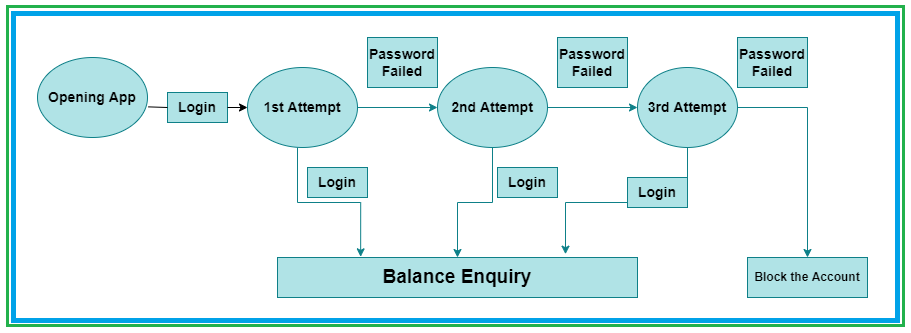 Opening App
Login
1st Attempt
Password
Failed
2nd Attempt
Password
Failed
3rd Attempt
Password
Failed
Login
Login
Login
Balance Enquiry
Block the Account